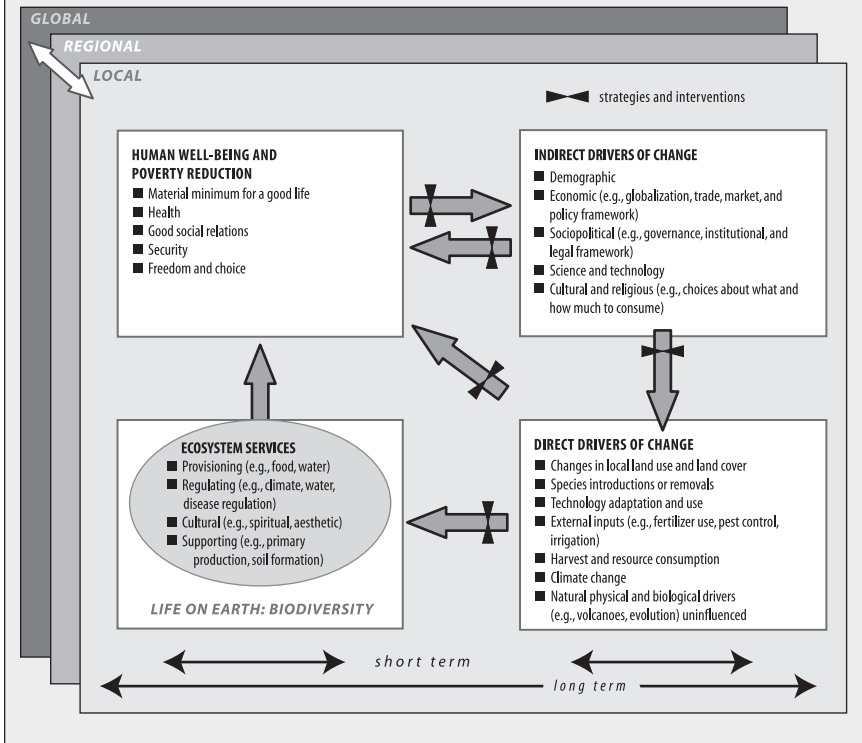 GLOBAL
REGIONAL
LOCAL
strategies and interventions
HUMAN WELL-BEING AND
POVERTY REDUCTION
■ Material minimum for a good life
■ Health
■ Good social relations
■ Security
■ Freedom and choice
INDIRECT DRIVERS OF CHANGE
■ Demographic
■ Economic (e.g., globalization, trade, market, and
policy framework)
■ Sociopolitical (e.g., governance, institutional, and
legal framework)
■ Science and technology
■ Cultural and religious (e.g., choices about what and
how much to consume)
ECOSYSTEM SERVICES
■ Provisioning (e.g., food, water)
■ Regulating (e.g., climate, water,
disease regulation)
■ Cultural (e.g., spiritual, aesthetic)
■ Supporting (e.g., primary
production, soil formation)
LIFE ON EARTH: BIODIVERSITY
DIRECT DRIVERS OF CHANGE
■ Changes in local land use and land cover
■ Species introductions or removals
■ Technology adaptation and use
■ External inputs (e.g., fertilizer use, pest control,
irrigation)
■ Harvest and resource consumption
■ Climate change
■ Natural physical and biological drivers
(e.g., volcanoes, evolution) uninfluenced
short term
long term